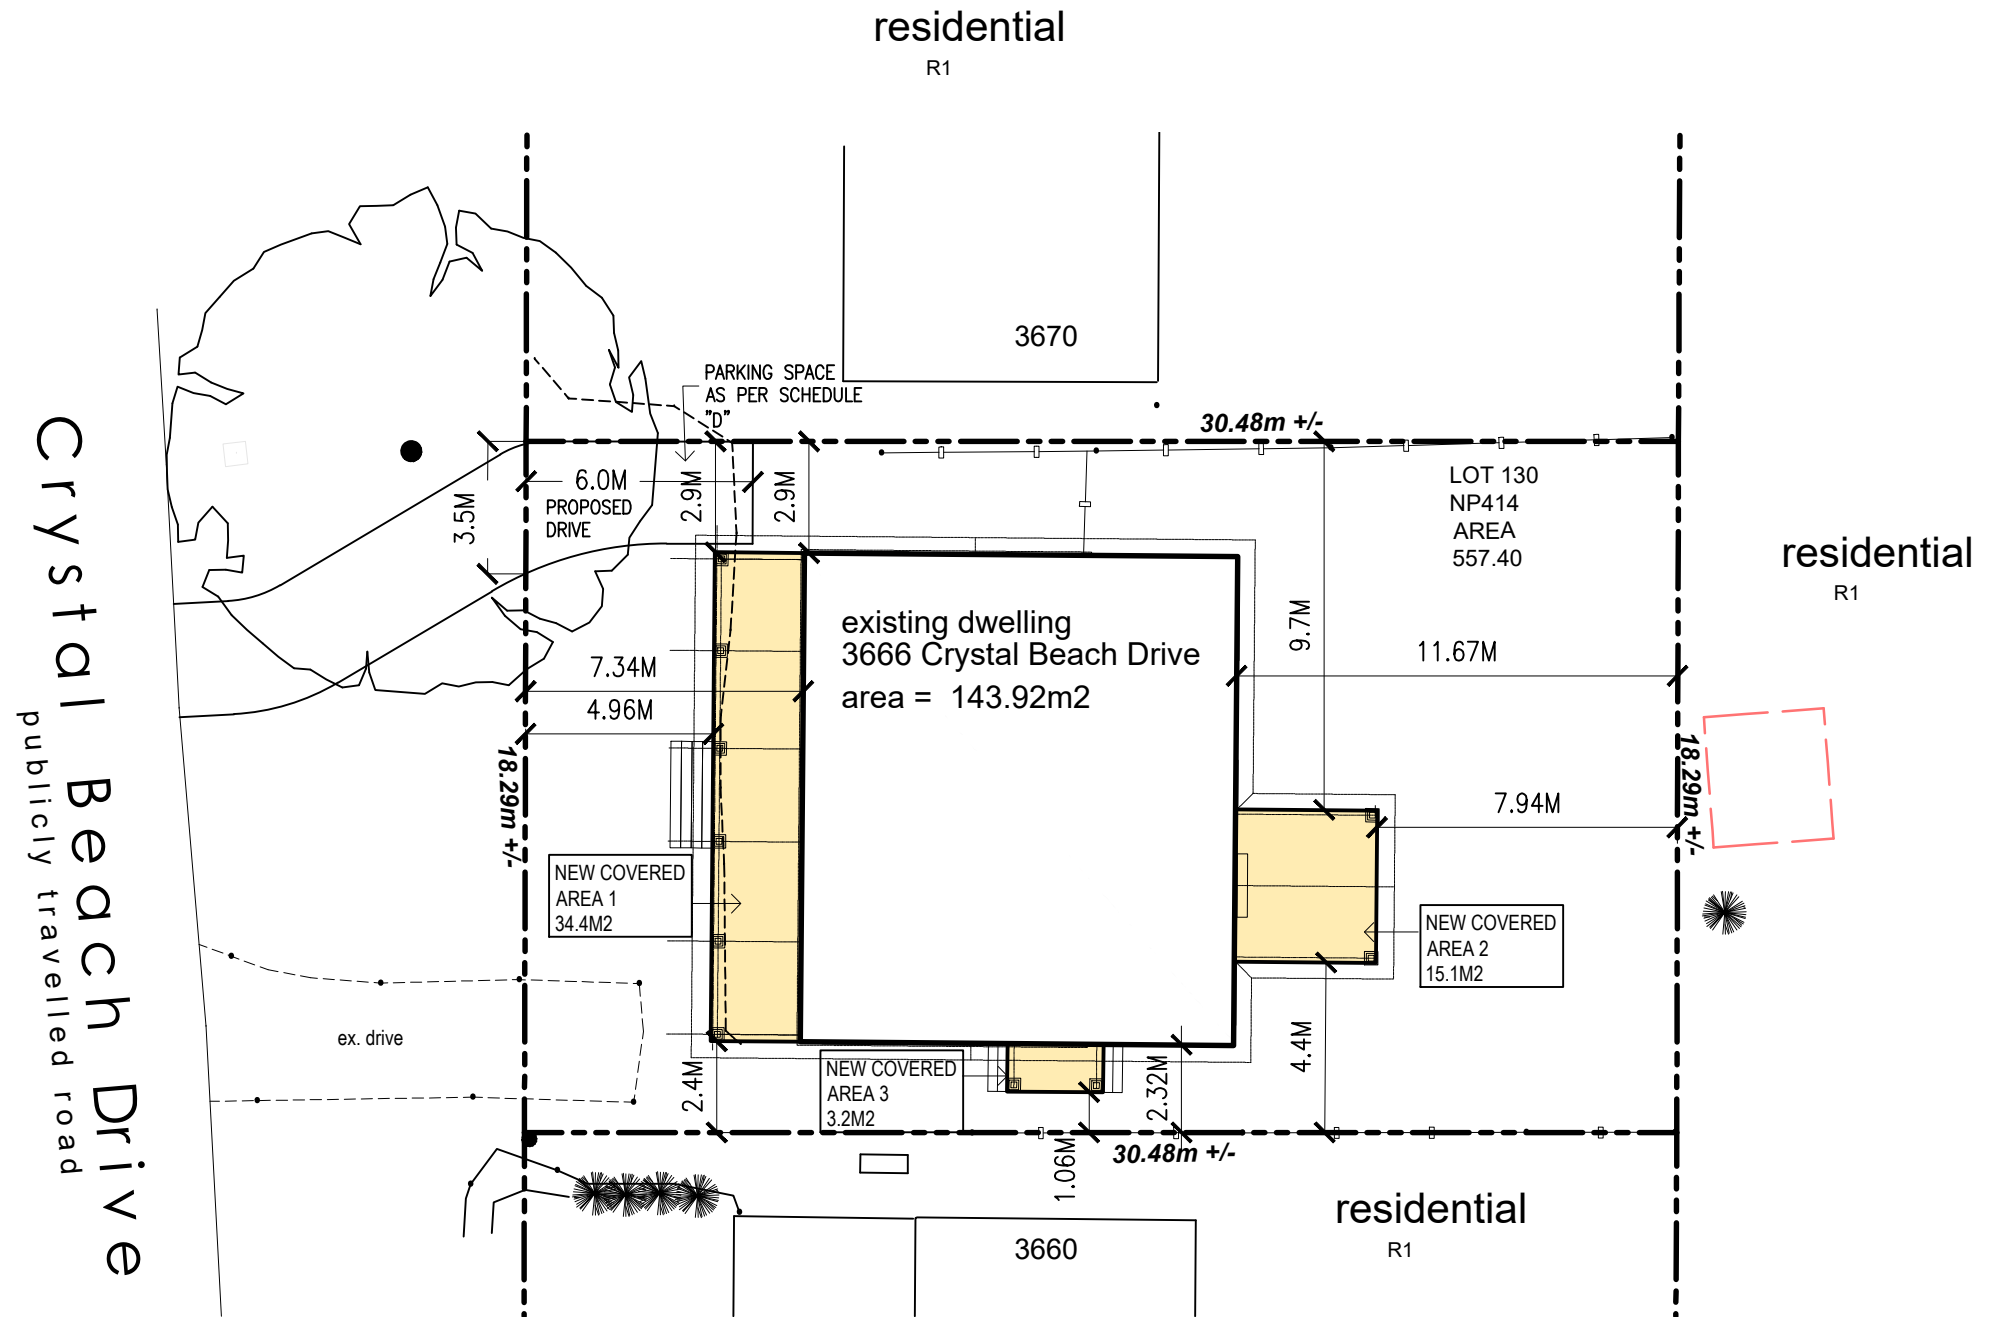 residential
R1
3670
PARKING SPACE
AS PER SCHEDULE
"D"
30.48m +/-
LOT 130
NP414
AREA
557.40
6.0M
PROPOSED
DRIVE
3.5M
2.9M
2.9M
residential
R1
existing dwelling
3666 Crystal Beach Drive
area =  143.92m2
9.7M
11.67M
7.34M
4.96M
18.29m +/-
18.29m +/-
7.94M
Crystal Beach Drive
publicly travelled road
NEW COVERED
AREA 1
34.4M2
NEW COVERED
AREA 2
15.1M2
ex. drive
2.4M
NEW COVERED
AREA 3
3.2M2
2.32M
4.4M
1.06M
30.48m +/-
residential
R1
3660